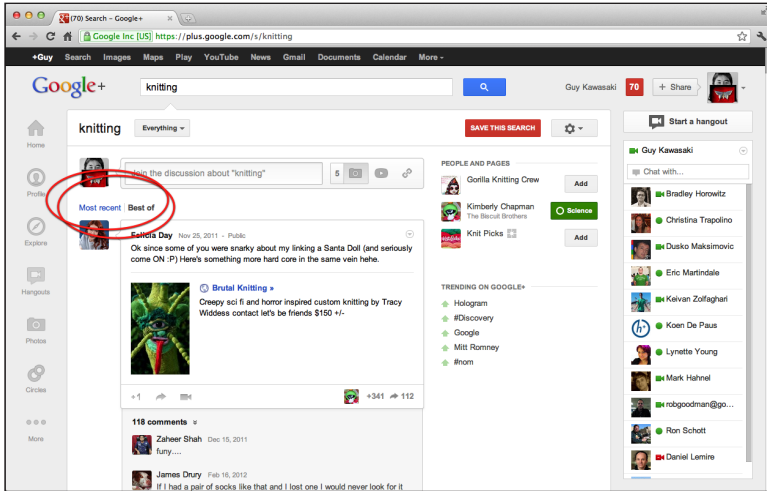 (70) Search - Google+
Google Inc [US] https://plus.google.com/s/knitting
+Guy Search Images Maps Play YouTube News Gmail Documents Calendar More
Google+
knitting
Guy Kawasaki
70
+ Share
Home
Profile
Explore
Hangouts
Photos
Circles
More
knitting
Everything
SAVE THIS SEARCH
Join the discussion about "knitting"
5
Most recent Best of
Felicia Day Nov 25, 2011 - Public
Ok since some of you were snarky about my linking a Santa Doll (and seriously
come ON :P) Here's something more hard core in the same vein hehe.
Brutal Knitting »
Creepy sci fi and horror inspired custom knitting by Tracy
Widdess contact let's be friends $150 +/-
+1
+341 112
118 comments
Zaheer Shah Dec 15, 2011
funy....
James Drury Feb 16, 2012
If I had a pair of socks like that and I lost one I would never look for it
PEOPLE AND PAGES
Gorilla Knitting Crew
Add
Kimberly Chapman
The Biscuit Brothers
Science
Knit Picks
Add
TRENDING ON GOOGLE+
Hologram
#Discovery
Google
Mitt Romney
#nom
Start a hangout
Guy Kawasaki
Chat with...
Bradley Horowitz
Christina Trapolino
Dusko Maksimovic
Eric Martindale
Keivan Zolfaghari
h+
Koen De Paus
Lynette Young
Mark Hahnel
robgoodman@go...
Ron Schott
Daniel Lemire